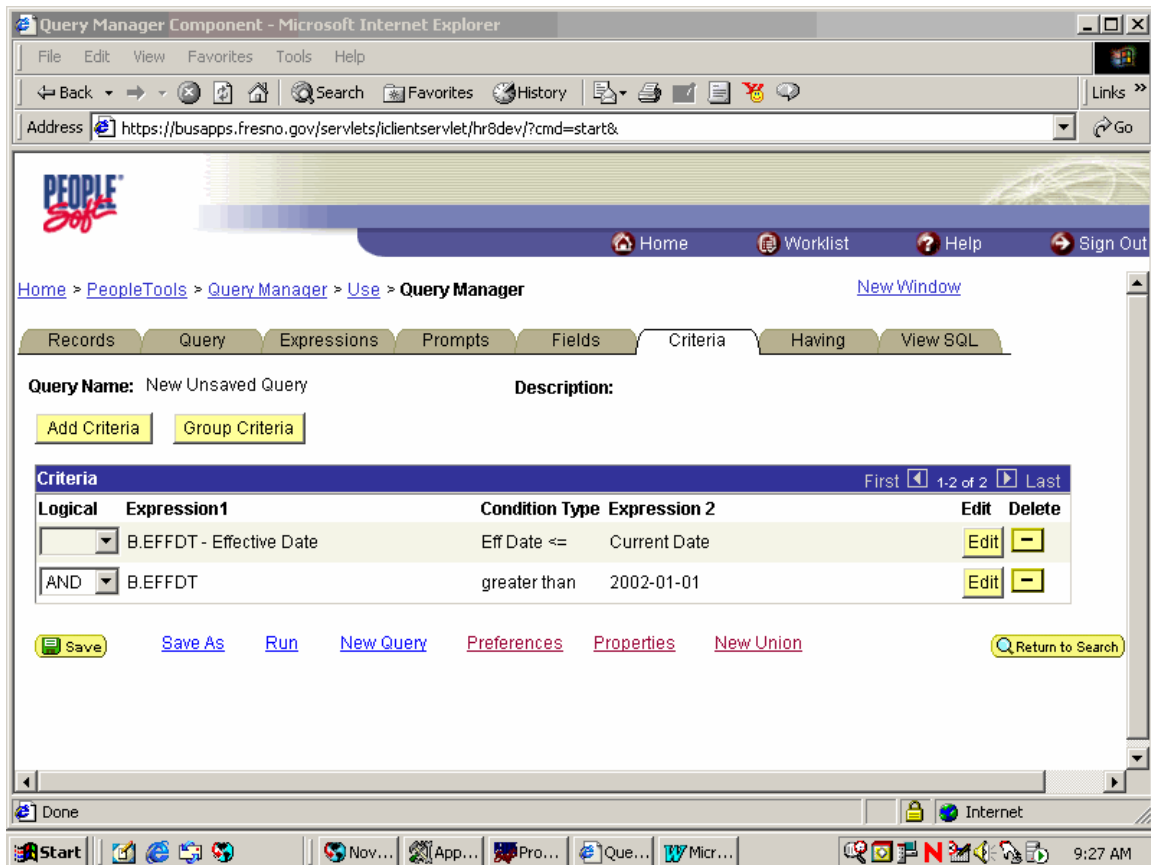 Query Manager Component - Microsoft Internet Explorer
File Edit View Favorites Tools Help
Back Search Favorites History Links »
Address https://busapps.fresno.gov/servlets/iclientservlet/hr8dev/?cmd=start& Go
PEOPLE
Soft
Home Worklist Help Sign Out
Home > PeopleTools > Query Manager > Use > Query Manager New Window
Records Query Expressions Prompts Fields Criteria Having View SQL
Query Name: New Unsaved Query Description:
Add Criteria Group Criteria
Criteria First 1-2 of 2 Last
Logical Expression1 Condition Type Expression 2 Edit Delete
B.EFFDT - Effective Date Eff Date <= Current Date Edit
AND B.EFFDT greater than 2002-01-01 Edit
Save Save As Run New Query Preferences Properties New Union Return to Search
Done Internet
Start Nov... App... Pro... Que... Micr... N 9:27 AM